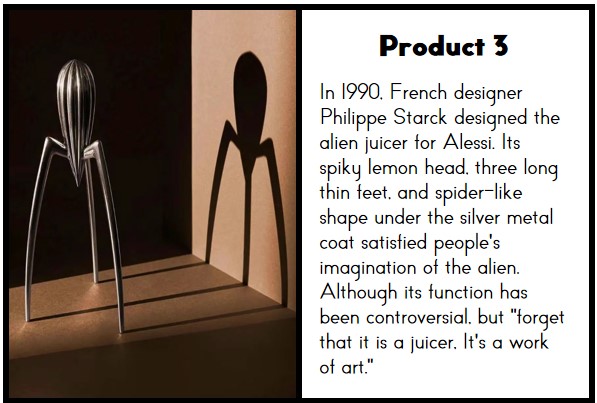 Product 3
In 1990, French designer
Philippe Starck designed the
alien juicer for Alessi. Its
spiky lemon head, three long
thin feet, and spider-like
shape under the silver metal
coat satisfied people's
imagination of the alien.
Although its function has
been controversial, but "forget
that it is a juicer, It's a work
of art."